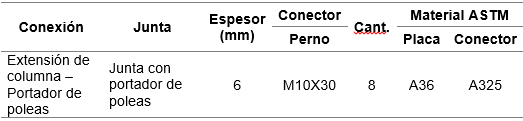 Conexión Junta Espesor (mm) Conector Cant. Material ASTM
Perno Placa Conector
Extensión de columna – Portador de poleas Junta con portador de poleas 6 M10X30 8 A36 A325